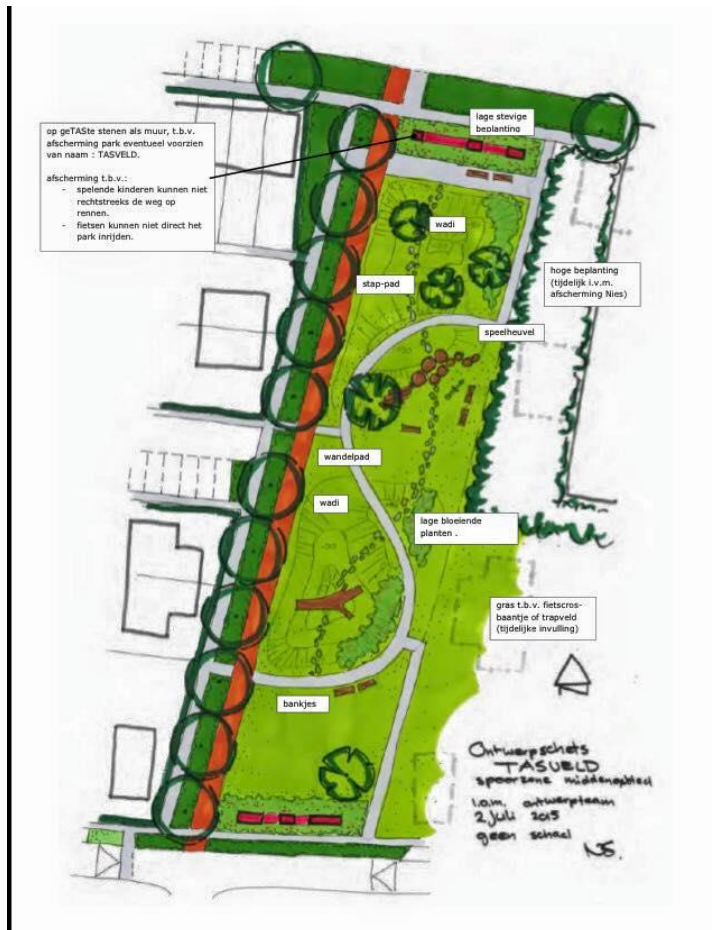 op geTASte stenen als muur, t.b.v.
afscherming park eventueel voorzien
van naam : TASVELD.
afscherming t.b.v.:
- spelende kinderen kunnen niet
rechtstreeks de weg op
rennen.
- fietsen kunnen niet direct het
park inrijden.
lage stevige
beplanting
wadi
hoge beplanting
(tijdelijk i.v.m.
afscherming Nies)
stap-pad
speelheuvel
wandelpad
wadi
lage bloeiende
planten .
gras t.b.v. fietscros-
baantje of trapveld
(tijdelijke invulling)
bankjes
Ontwerpschets
TASVELD
spoorzone middengebied
i.o.m. ontwerpteam
2 juli 2015
geen schaal
NS.